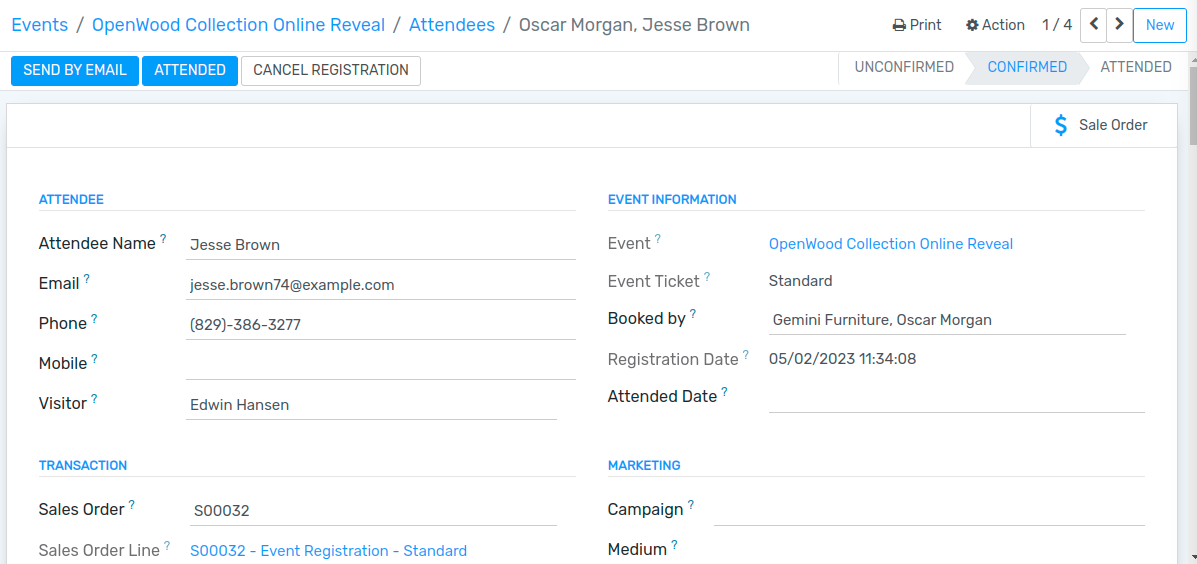 Events / OpenWood Collection Online Reveal / Attendees / Oscar Morgan, Jesse Brown Print Action 1 / 4 New
SEND BY EMAIL ATTENDED CANCEL REGISTRATION UNCONFIRMED CONFIRMED ATTENDED
$ Sale Order
ATTENDEE
Attendee Name ? Jesse Brown
Email ? jesse.brown74@example.com
Phone ? (829)-386-3277
Mobile ?
Visitor ? Edwin Hansen
EVENT INFORMATION
Event ? OpenWood Collection Online Reveal
Event Ticket ? Standard
Booked by ? Gemini Furniture, Oscar Morgan
Registration Date ? 05/02/2023 11:34:08
Attended Date ?
TRANSACTION
Sales Order ? S00032
Sales Order Line ? S00032 - Event Registration - Standard
MARKETING
Campaign ?
Medium ?